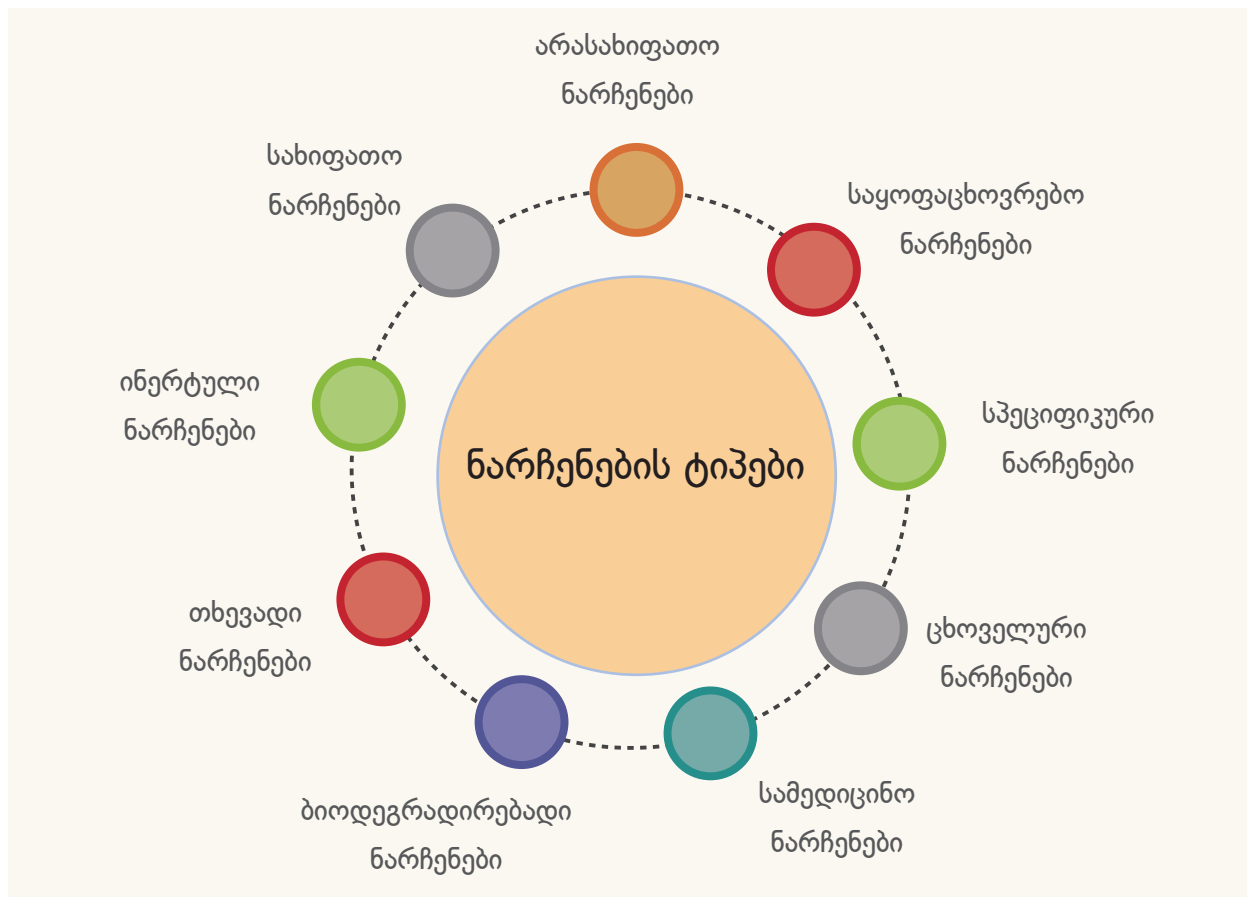 არასახიფათო
ნარჩენები
საყოფაცხოვრებო
ნარჩენები
სპეციფიკური
ნარჩენები
ცხოველური
ნარჩენები
სამედიცინო
ნარჩენები
ბიოდეგრადირებადი
ნარჩენები
თხევადი
ნარჩენები
ინერტული
ნარჩენები
სახიფათო
ნარჩენები
ნარჩენების ტიპები